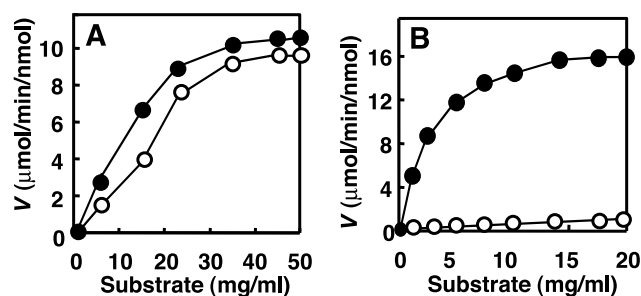 A
V (μmol/min/nmol)
10
8
6
4
2
0
0 10 20 30 40 50
Substrate (mg/ml)
B
V (μmol/min/nmol)
16
12
8
4
0
0 5 10 15 20
Substrate (mg/ml)